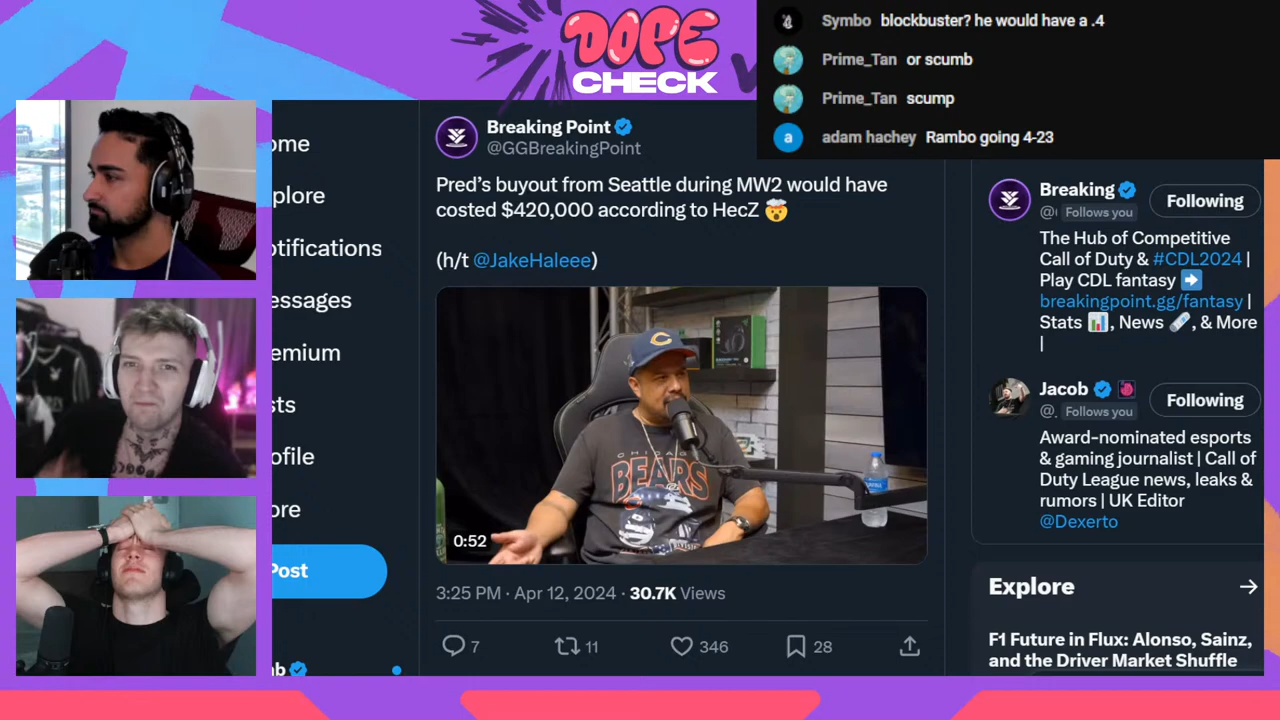 DOPE
CHECK
Symbo blockbuster? he would have a .4
Prime_Tan or scumb
Prime_Tan scump
a adam hachey Rambo going 4-23
ome
xplore
otifications
essages
emium
sts
ofile
ore
Post
ab
Breaking Point
@GGBreakingPoint
Pred’s buyout from Seattle during MW2 would have
costed $420,000 according to HecZ 🤯
(h/t @JakeHaleee)
CHICAGO
BEARS
0:52
3:25 PM · Apr 12, 2024 · 30.7K Views
7 11 346 28
Breaking
@ Follows you
Following
The Hub of Competitive
Call of Duty & #CDL2024 |
Play CDL fantasy ➡️
breakingpoint.gg/fantasy |
Stats 📊, News 🗞️, & More
|
Jacob
@ Follows you
Following
Award-nominated esports
& gaming journalist | Call of
Duty League news, leaks &
rumors | UK Editor
@Dexerto
Explore
F1 Future in Flux: Alonso, Sainz,
and the Driver Market Shuffle